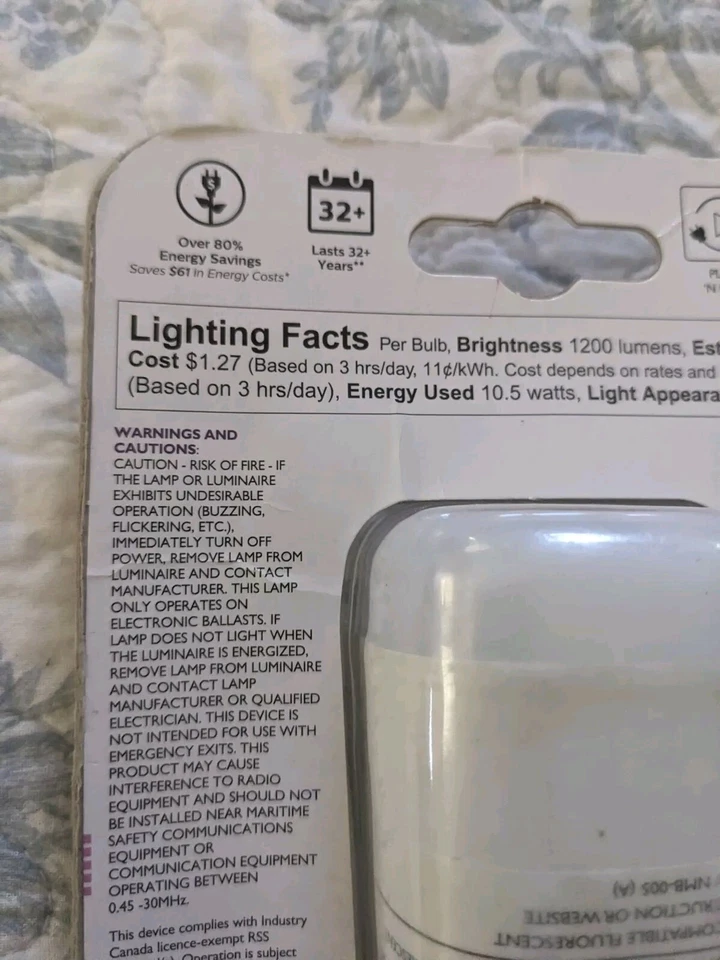 Over 80%
Energy Savings
Saves $61 in Energy Costs*
32+
Lasts 32+
Years**
Lighting Facts Per Bulb, Brightness 1200 lumens, Est
Cost $1.27 (Based on 3 hrs/day, 11¢/kWh. Cost depends on rates and
(Based on 3 hrs/day), Energy Used 10.5 watts, Light Appeara
WARNINGS AND
CAUTIONS:
CAUTION - RISK OF FIRE - IF
THE LAMP OR LUMINAIRE
EXHIBITS UNDESIRABLE
OPERATION (BUZZING,
FLICKERING, ETC.),
IMMEDIATELY TURN OFF
POWER, REMOVE LAMP FROM
LUMINAIRE AND CONTACT
MANUFACTURER. THIS LAMP
ONLY OPERATES ON
ELECTRONIC BALLASTS. IF
LAMP DOES NOT LIGHT WHEN
THE LUMINAIRE IS ENERGIZED,
REMOVE LAMP FROM LUMINAIRE
AND CONTACT LAMP
MANUFACTURER OR QUALIFIED
ELECTRICIAN. THIS DEVICE IS
NOT INTENDED FOR USE WITH
EMERGENCY EXITS. THIS
PRODUCT MAY CAUSE
INTERFERENCE TO RADIO
EQUIPMENT AND SHOULD NOT
BE INSTALLED NEAR MARITIME
SAFETY COMMUNICATIONS
EQUIPMENT OR
COMMUNICATION EQUIPMENT
OPERATING BETWEEN
0.45 -30MHz.
This device complies with Industry
Canada licence-exempt RSS
Operation is subject
OMPATIBLE FLUORESCENT
RUCTION OR WEBSITE
NMB-005 (A)